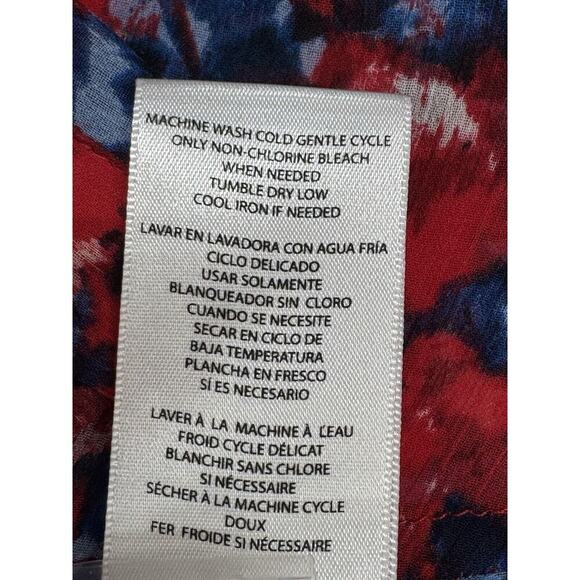 MACHINE WASH COLD GENTLE CYCLE
ONLY NON-CHLORINE BLEACH
WHEN NEEDED
TUMBLE DRY LOW
COOL IRON IF NEEDED
LAVAR EN LAVADORA CON AGUA FRÍA
CICLO DELICADO
USAR SOLAMENTE
BLANQUEADOR SIN CLORO
CUANDO SE NECESITE
SECAR EN CICLO DE
BAJA TEMPERATURA
PLANCHA EN FRESCO
SÍ ES NECESARIO
LAVER À LA MACHINE À L'EAU
FROID CYCLE DÉLICAT
BLANCHIR SANS CHLORE
SI NÉCESSAIRE
SÉCHER À LA MACHINE CYCLE
DOUX
FER FROIDE SI NÉCESSAIRE